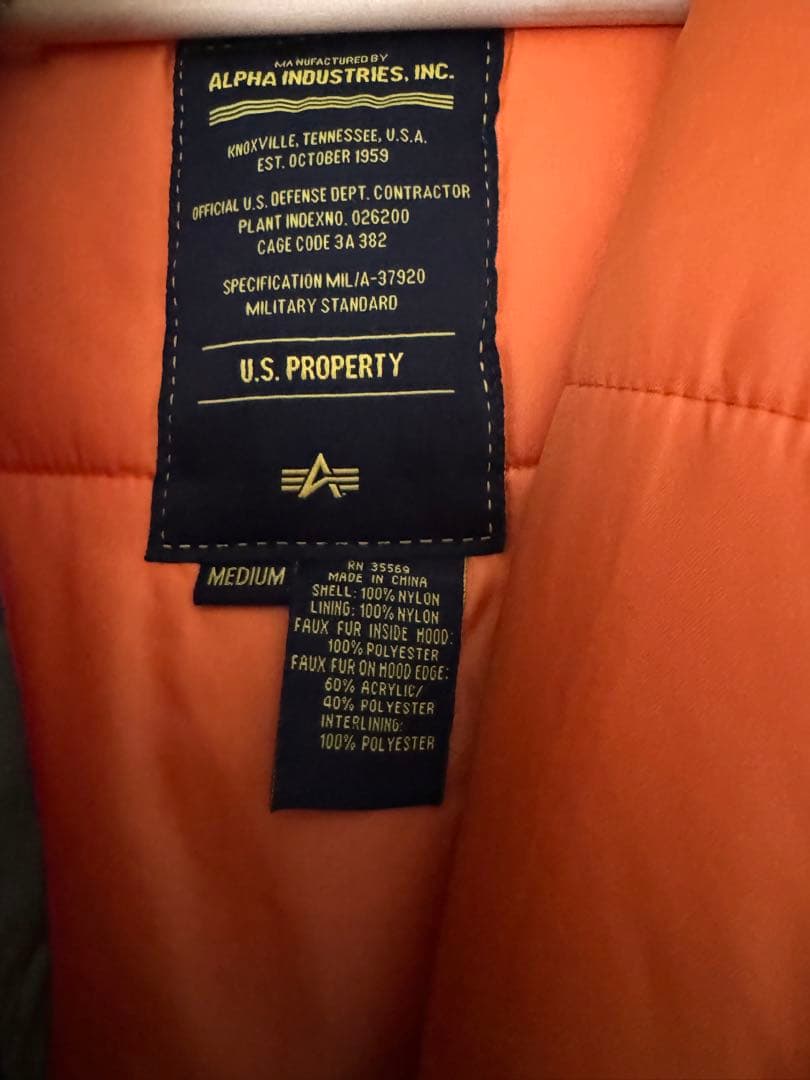 MANUFACTURED BY
ALPHA INDUSTRIES, INC.
KNOXVILLE, TENNESSEE, U.S.A.
EST. OCTOBER 1959
OFFICIAL U.S. DEFENSE DEPT. CONTRACTOR
PLANT INDEXNO. 026200
CAGE CODE 3A 382
SPECIFICATION MIL/A-37920
MILITARY STANDARD
U.S. PROPERTY
MEDIUM
RN 35569
MADE IN CHINA
SHELL: 100% NYLON
LINING: 100% NYLON
FAUX FUR INSIDE HOOD:
100% POLYESTER
FAUX FUR ON HOOD EDGE:
60% ACRYLIC/
40% POLYESTER
INTERLINING:
100% POLYESTER